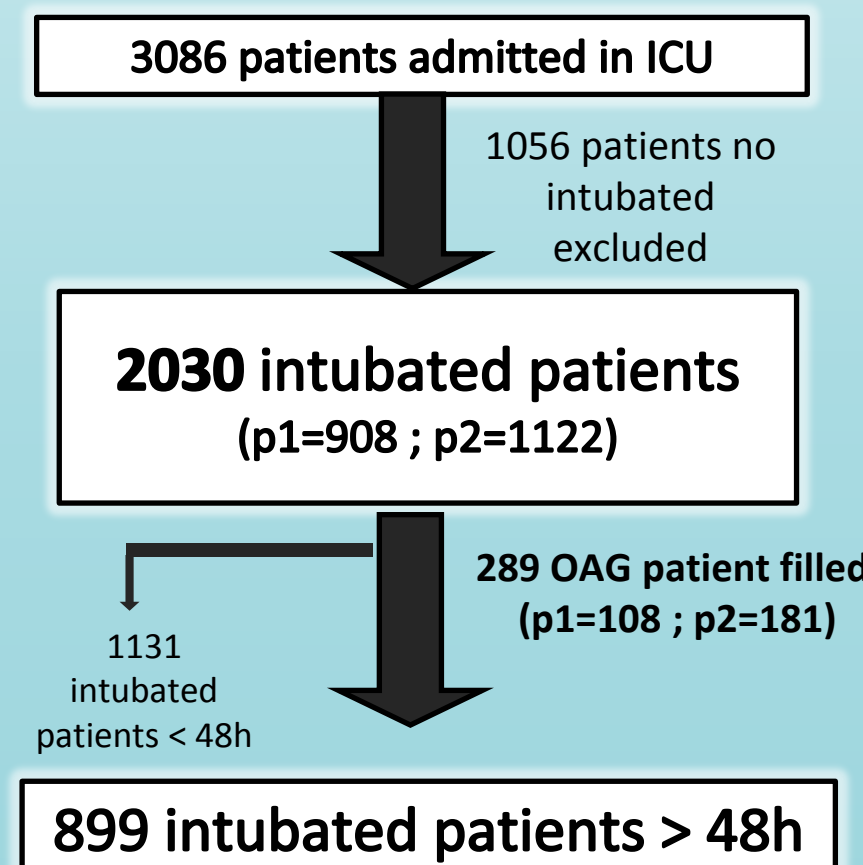 3086 patients admitted in ICU
1056 patients no
intubated
excluded
2030 intubated patients
(p1=908 ; p2=1122)
289 OAG patient filled
(p1=108 ; p2=181)
1131
intubated
patients < 48h
899 intubated patients > 48h